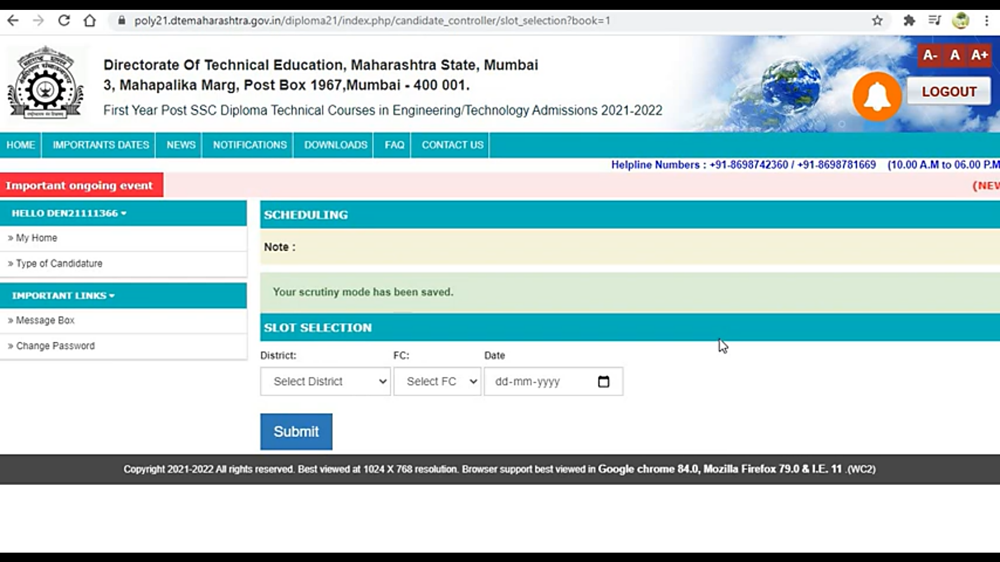 poly21.dtemaharashtra.gov.in/diploma21/index.php/candidate_controller/slot_selection?book=1
Directorate Of Technical Education, Maharashtra State, Mumbai
3, Mahapalika Marg, Post Box 1967,Mumbai - 400 001.
First Year Post SSC Diploma Technical Courses in Engineering/Technology Admissions 2021-2022
A- A A+
LOGOUT
HOME IMPORTANTS DATES NEWS NOTIFICATIONS DOWNLOADS FAQ CONTACT US
Helpline Numbers : +91-8698742360 / +91-8698781669 (10.00 A.M to 06.00 P.M
Important ongoing event
(NEW
HELLO DEN21111366
» My Home
» Type of Candidature
IMPORTANT LINKS
» Message Box
» Change Password
SCHEDULING
Note :
Your scrutiny mode has been saved.
SLOT SELECTION
District: FC: Date
Select District Select FC dd-mm-yyyy
Submit
Copyright 2021-2022 All rights reserved. Best viewed at 1024 X 768 resolution. Browser support best viewed in Google chrome 84.0, Mozilla Firefox 79.0 & I.E. 11 .(WC2)